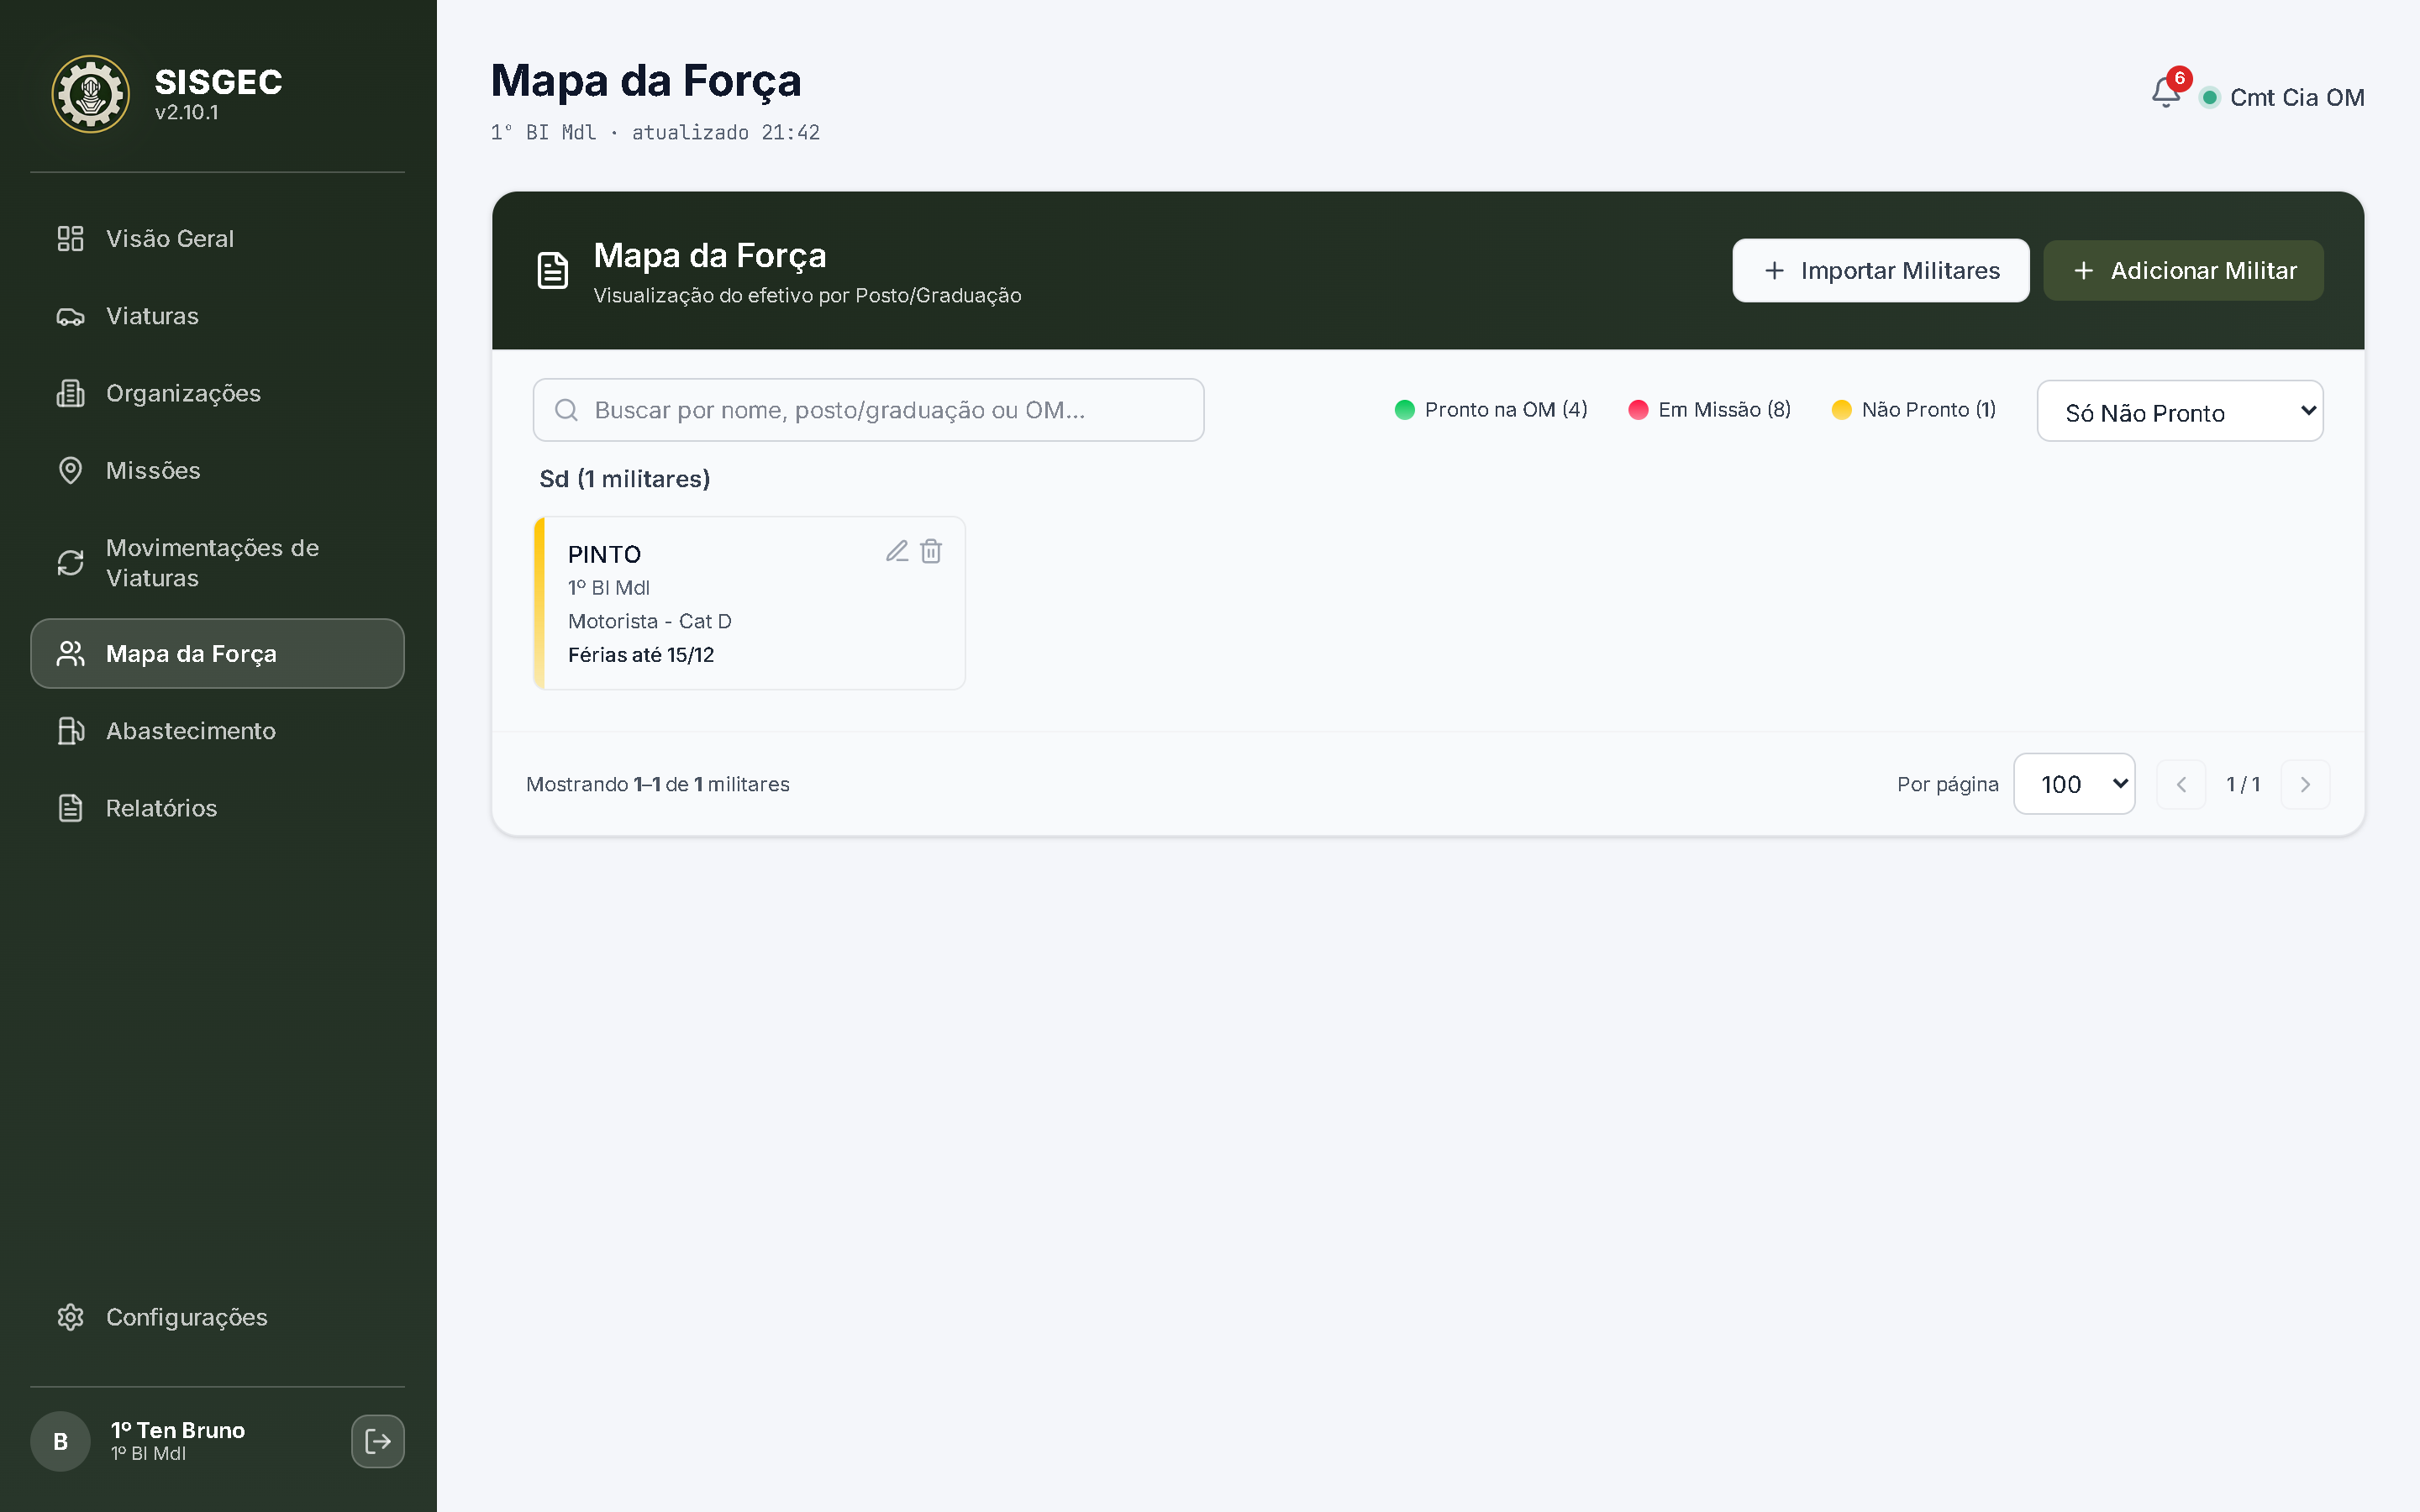 SISGEC
v2.10.1
Visão Geral
Viaturas
Organizações
Missões
Movimentações de
Viaturas
Mapa da Força
Abastecimento
Relatórios
Configurações
B
1º Ten Bruno
1º BI Mdl
Mapa da Força
1º BI Mdl · atualizado 21:42
6
Cmt Cia OM
Mapa da Força
Visualização do efetivo por Posto/Graduação
Importar Militares
Adicionar Militar
Buscar por nome, posto/graduação ou OM...
Pronto na OM (4)
Em Missão (8)
Não Pronto (1)
Só Não Pronto
Sd (1 militares)
PINTO
1º BI Mdl
Motorista - Cat D
Férias até 15/12
Mostrando 1–1 de 1 militares
Por página
100
1 / 1